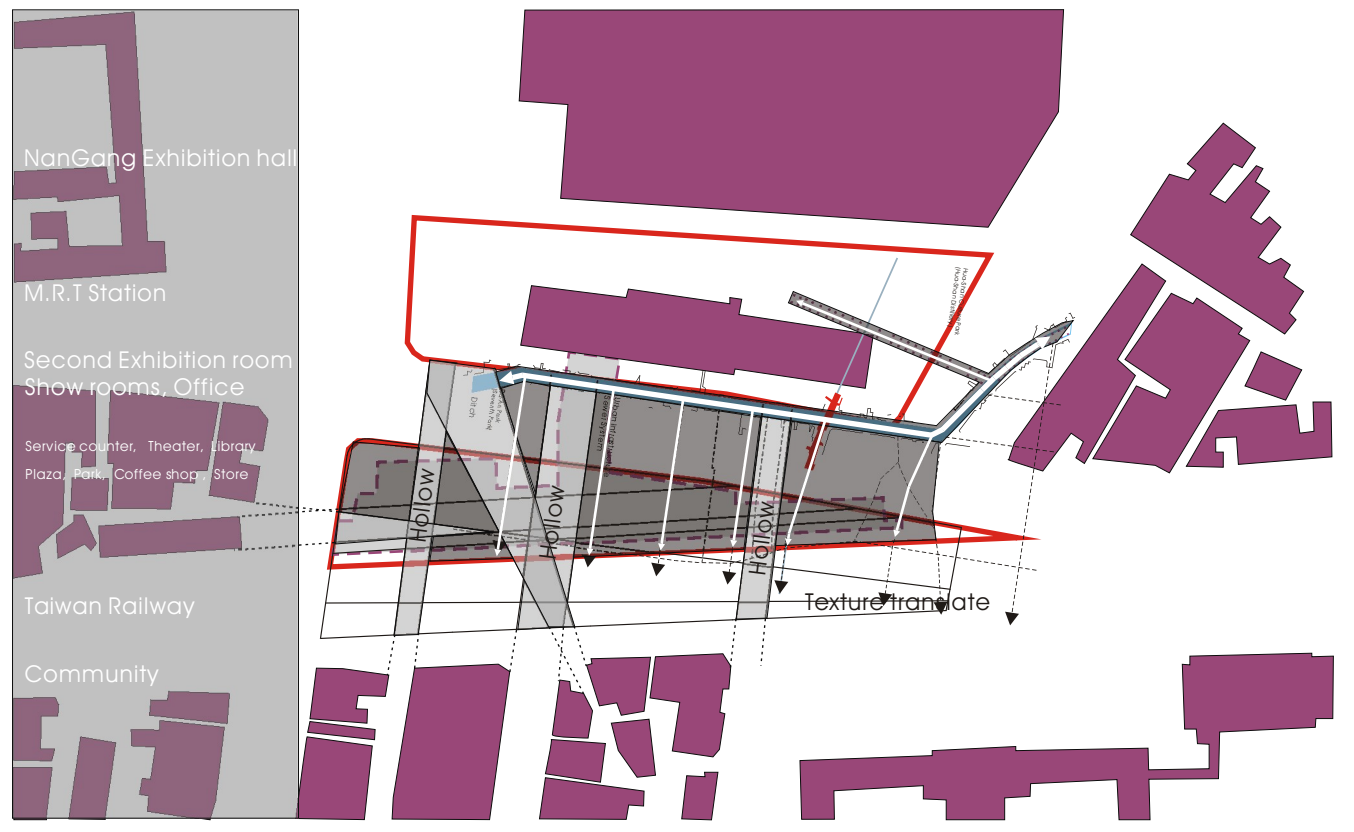 NanGang Exhibition hall
M.R.T Station
Second Exhibition room
Show rooms, Office
Service counter, Theater, Library
Plaza, Park, Coffee shop , Store
Taiwan Railway
Community
Ditch
Hollow
Hollow
Hollow
Texture translate